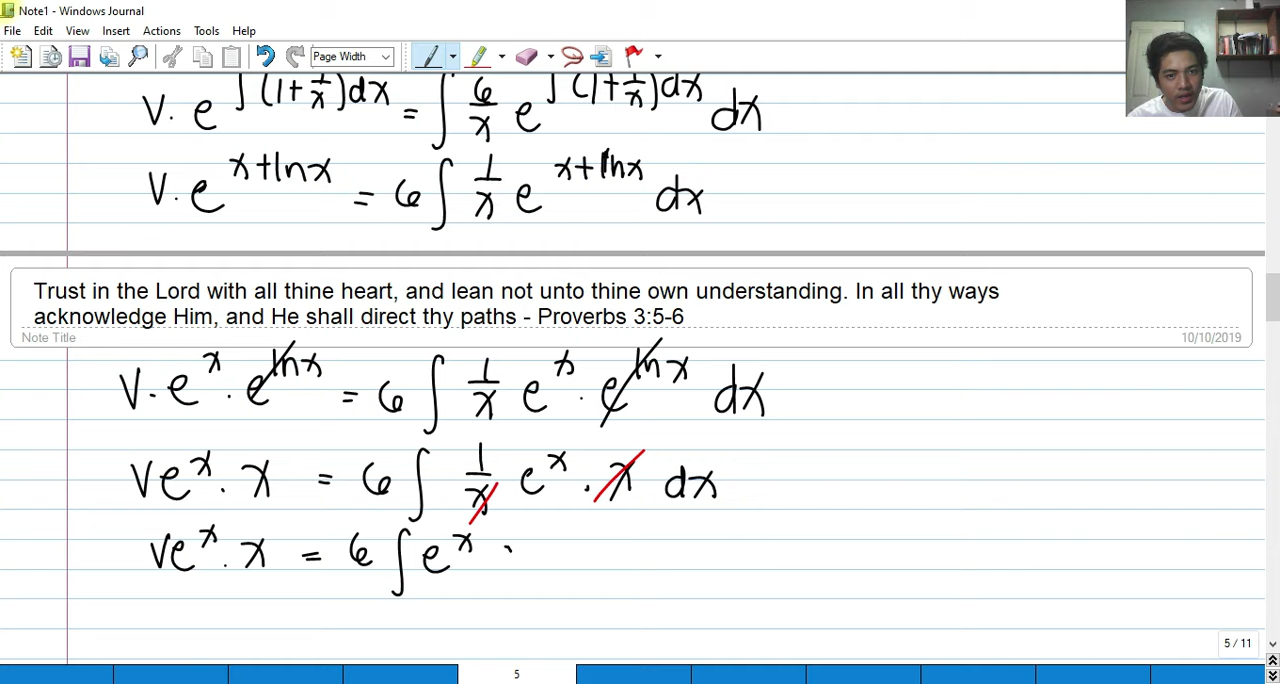 Note1 - Windows Journal
File Edit View Insert Actions Tools Help
Page Width
V. e^∫(1+1/x)dx = ∫ 6/x e^∫(1+1/x)dx dx
V. e^x+lnx = 6 ∫ 1/x e^x+lnx dx
Trust in the Lord with all thine heart, and lean not unto thine own understanding. In all thy ways
acknowledge Him, and He shall direct thy paths - Proverbs 3:5-6
Note Title 10/10/2019
V. e^x . e^lnx = 6 ∫ 1/x e^x . e^lnx dx
Ve^x . x = 6 ∫ 1/x e^x . x dx
Ve^x . x = 6 ∫ e^x
5 / 11
5